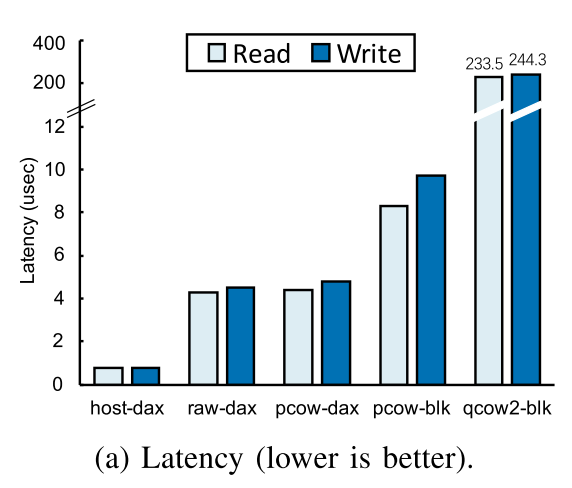 400
Read Write
233.5 244.3
200
12
10
8
6
4
2
0
Latency (usec)
host-dax raw-dax pcow-dax pcow-blk qcow2-blk
(a) Latency (lower is better).